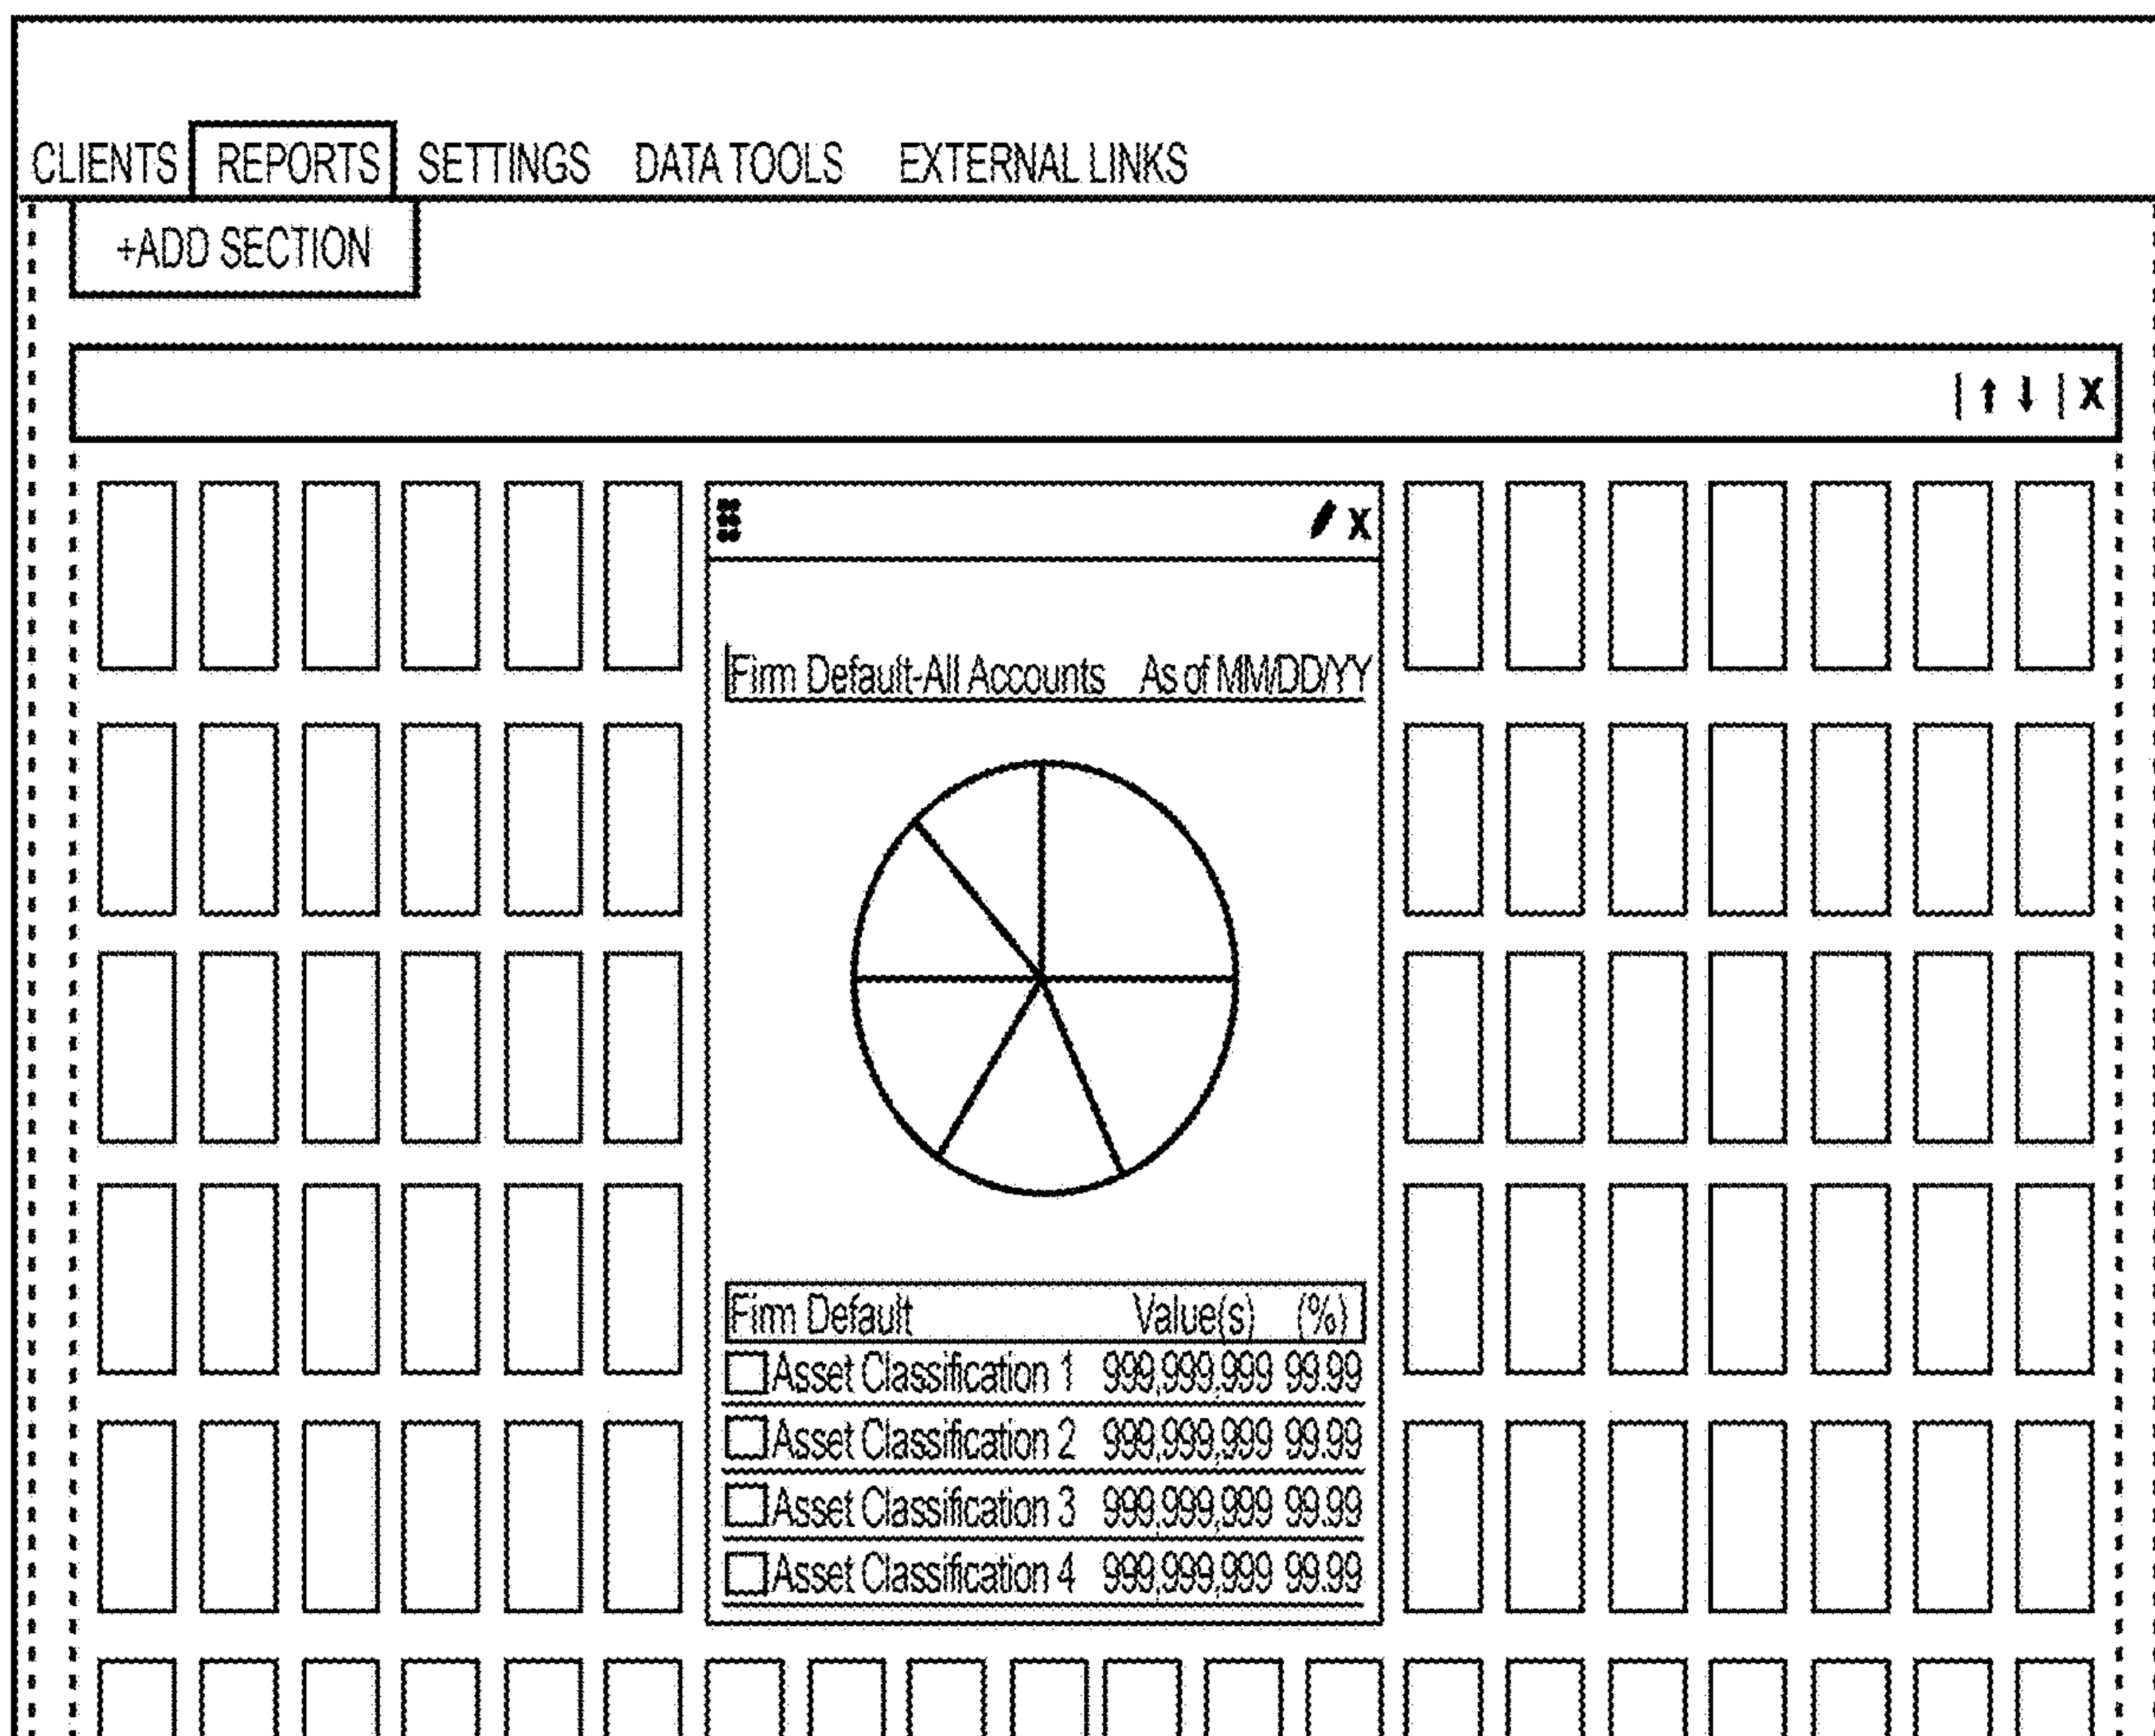 CLIENTS REPORTS SETTINGS DATA TOOLS EXTERNAL LINKS
+ADD SECTION
X
X
Firm Default-All Accounts As of MM/DD/YY
Firm Default Value(s) (%)
Asset Classification 1 999,999,999 99.99
Asset Classification 2 999,999,999 99.99
Asset Classification 3 999,999,999 99.99
Asset Classification 4 999,999,999 99.99